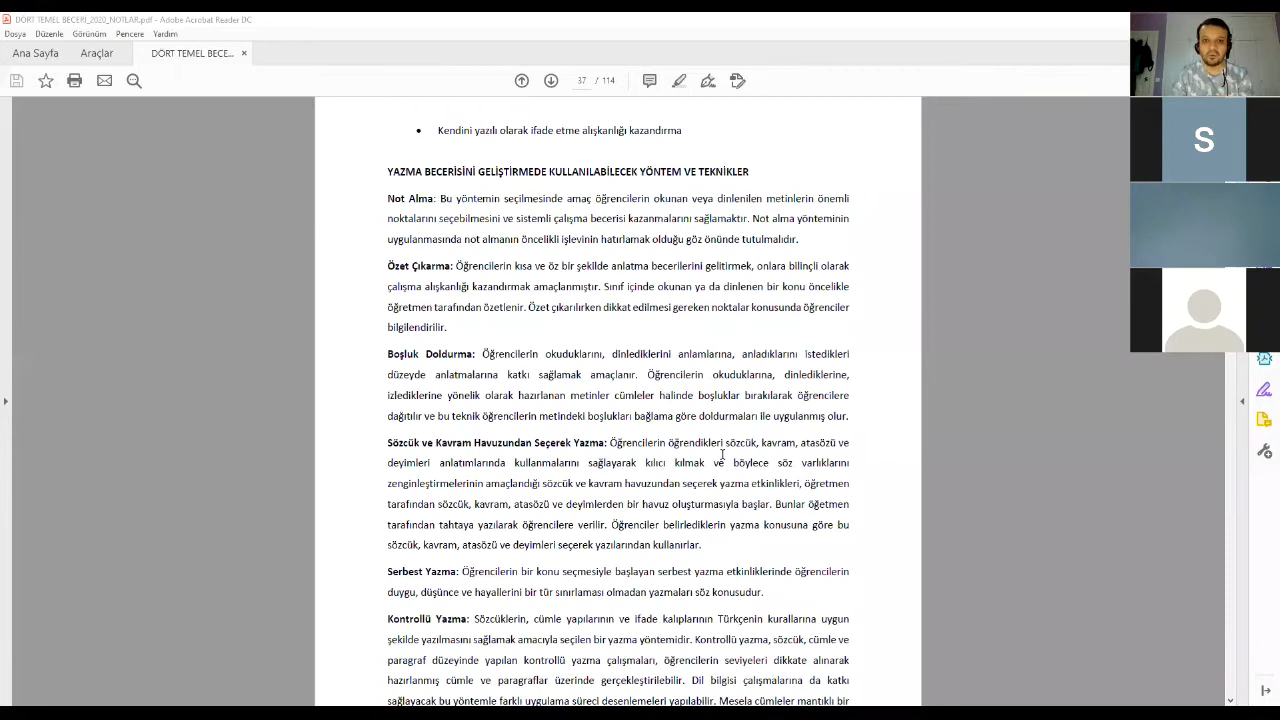 DÖRT TEMEL BECERİ_2020_NOTLAR.pdf - Adobe Acrobat Reader DC
Dosya Düzenle Görünüm Pencere Yardım
Ana Sayfa Araçlar DÖRT TEMEL BECE... ×
37 / 114
S
• Kendini yazılı olarak ifade etme alışkanlığı kazandırma
YAZMA BECERİSİNİ GELİŞTİRMEDE KULLANILABİLECEK YÖNTEM VE TEKNİKLER
Not Alma: Bu yöntemin seçilmesinde amaç öğrencilerin okunan veya dinlenilen metinlerin önemli
noktalarını seçebilmesini ve sistemli çalışma becerisi kazanmalarını sağlamaktır. Not alma yönteminin
uygulanmasında not almanın öncelikli işlevinin hatırlamak olduğu göz önünde tutulmalıdır.
Özet Çıkarma: Öğrencilerin kısa ve öz bir şekilde anlatma becerilerini gelitirmek, onlara bilinçli olarak
çalışma alışkanlığı kazandırmak amaçlanmıştır. Sınıf içinde okunan ya da dinlenen bir konu öncelikle
öğretmen tarafından özetlenir. Özet çıkarılırken dikkat edilmesi gereken noktalar konusunda öğrenciler
bilgilendirilir.
Boşluk Doldurma: Öğrencilerin okuduklarını, dinlediklerini anlamlarına, anladıklarını istedikleri
düzeyde anlatmalarına katkı sağlamak amaçlanır. Öğrencilerin okuduklarına, dinlediklerine,
izlediklerine yönelik olarak hazırlanan metinler cümleler halinde boşluklar bırakılarak öğrencilere
dağıtılır ve bu teknik öğrencilerin metindeki boşlukları bağlama göre doldurmaları ile uygulanmış olur.
Sözcük ve Kavram Havuzundan Seçerek Yazma: Öğrencilerin öğrendikleri sözcük, kavram, atasözü ve
deyimleri anlatımlarında kullanmalarını sağlayarak kılıcı kılmak ve böylece söz varlıklarını
zenginleştirmelerinin amaçlandığı sözcük ve kavram havuzundan seçerek yazma etkinlikleri, öğretmen
tarafından sözcük, kavram, atasözü ve deyimlerden bir havuz oluşturmasıyla başlar. Bunlar öğetmen
tarafından tahtaya yazılarak öğrencilere verilir. Öğrenciler belirlediklerin yazma konusuna göre bu
sözcük, kavram, atasözü ve deyimleri seçerek yazılarından kullanırlar.
Serbest Yazma: Öğrencilerin bir konu seçmesiyle başlayan serbest yazma etkinliklerinde öğrencilerin
duygu, düşünce ve hayallerini bir tür sınırlaması olmadan yazmaları söz konusudur.
Kontrollü Yazma: Sözcüklerin, cümle yapılarının ve ifade kalıplarının Türkçenin kurallarına uygun
şekilde yazılmasını sağlamak amacıyla seçilen bir yazma yöntemidir. Kontrollü yazma, sözcük, cümle ve
paragraf düzeyinde yapılan kontrollü yazma çalışmaları, öğrencilerin seviyeleri dikkate alınarak
hazırlanmış cümle ve paragraflar üzerinde gerçekleştirilebilir. Dil bilgisi çalışmalarına da katkı
sağlayacak bu yöntemle farklı uygulama süreci desenlemeleri yapılabilir. Mesela cümleler mantıklı bir